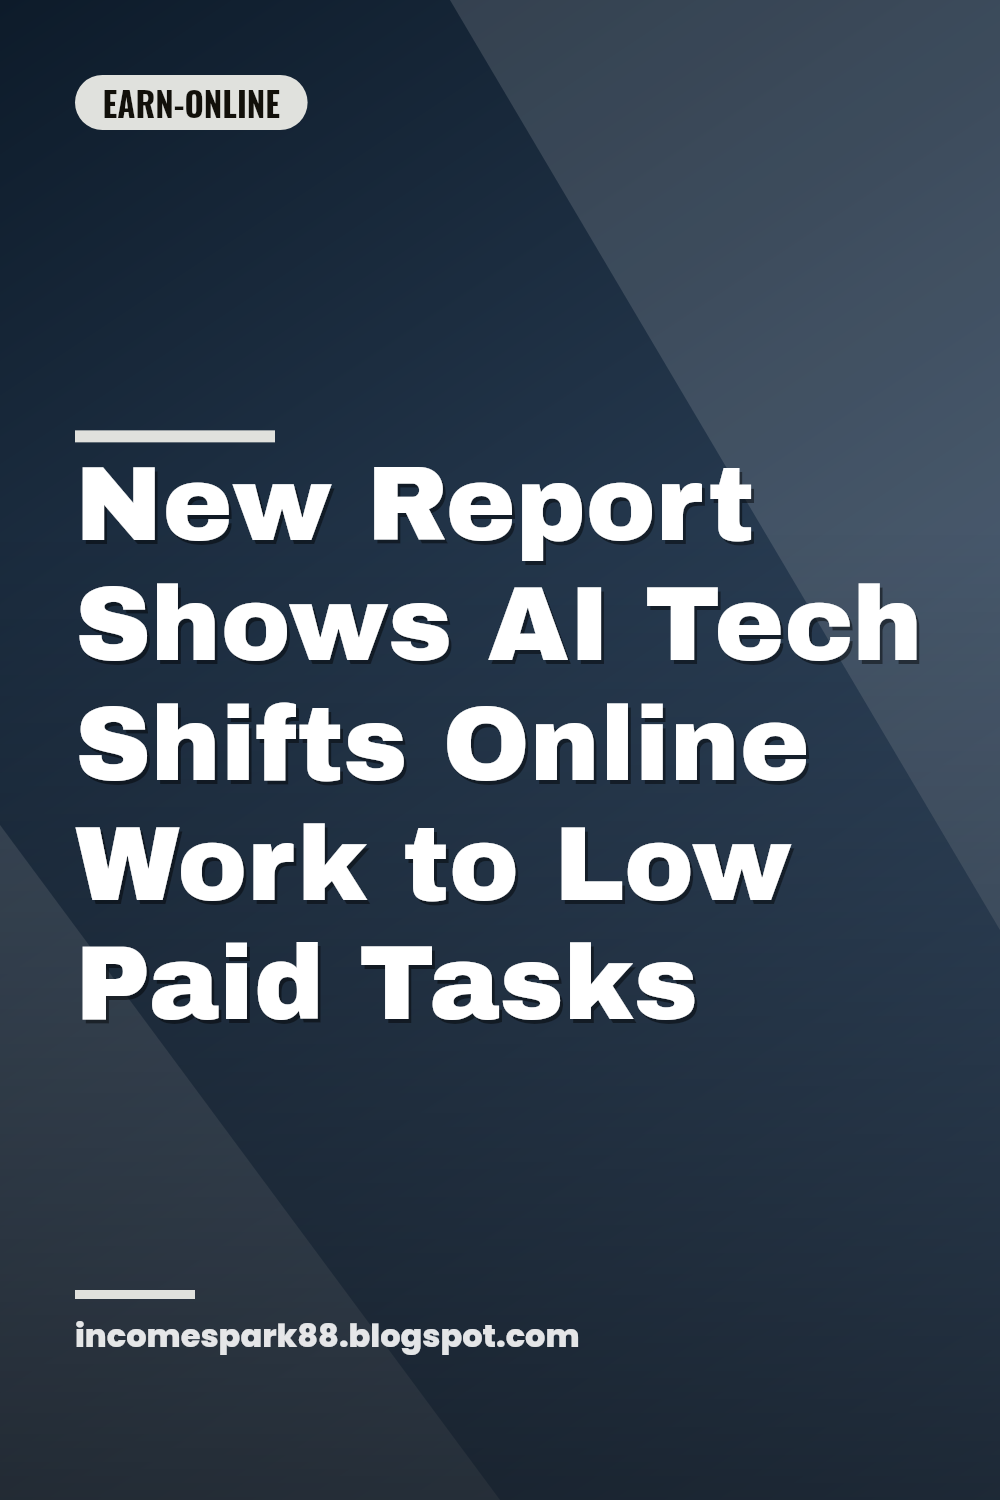 EARN-ONLINE
New Report
Shows AI Tech
Shifts Online
Work to Low
Paid Tasks
incomespark88.blogspot.com